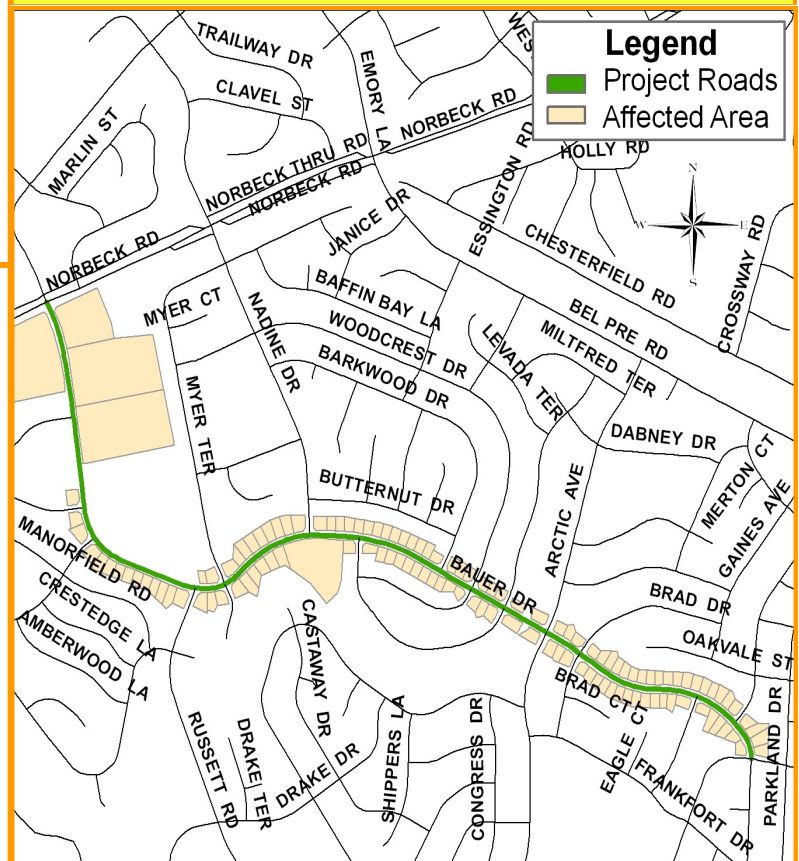 Legend
Project Roads
Affected Area
TRAILWAY DR
CLAVEL ST
EMORY LA
WES
MARLIN ST
NORBECK THRU RD
NORBECK RD
NORBECK RD
NORBECK RD
HOLLY RD
ESSINGTON RD
N
W
E
S
JANICE DR
CHESTERFIELD RD
CROSSWAY RD
MYER CT
NADINE DR
BAFFIN BAY LA
WOODCREST DR
BARKWOOD DR
BEL PRE RD
MILTFRED TER
LEVADA TER
MYER TER
DABNEY DR
MERTON CT
GAINES AVE
BUTTERNUT DR
ARCTIC AVE
MANORFIELD RD
CRESTEDGE LA
AMBERWOOD LA
BAUER DR
BRAD DR
OAKVALE ST
CASTAWAY DR
BRAD CT
EAGLE CT
RUSSETT RD
DRAKE TER
DRAKE DR
SHIPPERS LA
CONGRESS DR
FRANKFORT DR
PARKLAND DR